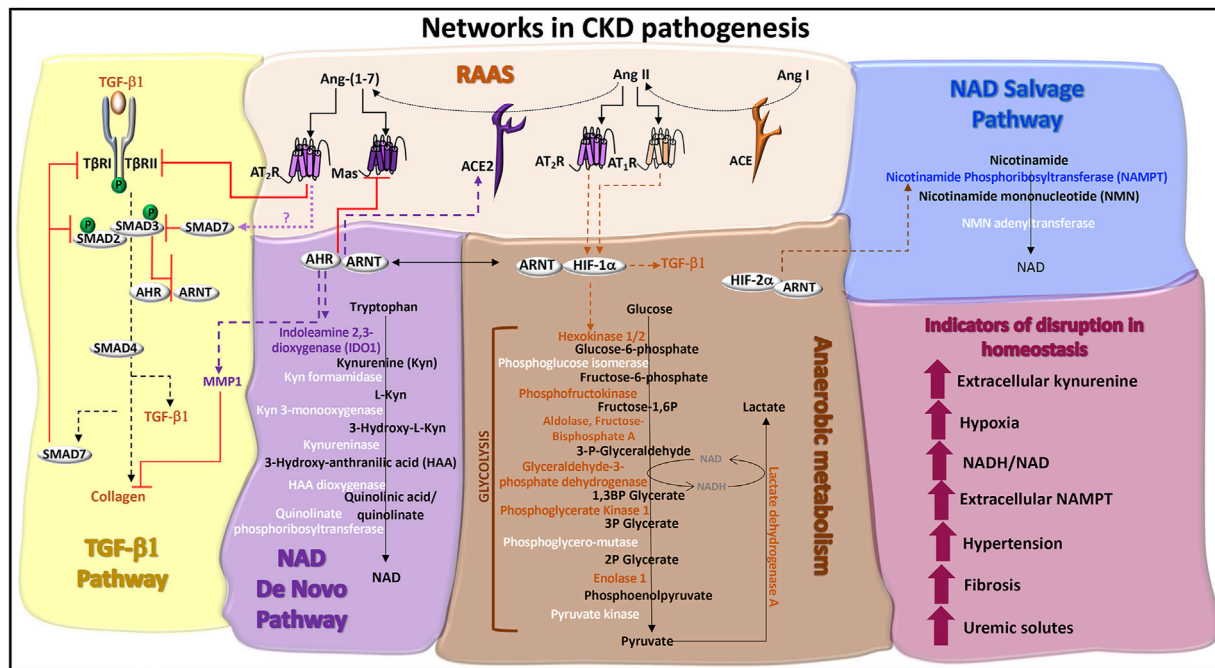 Networks in CKD pathogenesis
TGF-β1
TβRI
TβRII
P
P
SMAD2
P
SMAD3
SMAD7
AHR
ARNT
SMAD4
TGF-β1
SMAD7
Collagen
MMP1
TGF-β1
Pathway
RAAS
Ang-(1-7)
Ang II
Ang I
AT2R
Mas
ACE2
AT2R
AT1R
ACE
?
AHR
ARNT
Tryptophan
Indoleamine 2,3-
dioxygenase (IDO1)
Kynurenine (Kyn)
Kyn formamidase
L-Kyn
Kyn 3-monooxygenase
3-Hydroxy-L-Kyn
Kynureninase
3-Hydroxy-anthranilic acid (HAA)
HAA dioxygenase
Quinolinic acid/
quinolinate
Quinolinate
phosphoribosyltransferase
NAD
NAD
De Novo
Pathway
ARNT
HIF-1α
TGF-β1
HIF-2α
ARNT
Glucose
Hexokinase 1/2
Glucose-6-phosphate
Phosphoglucose isomerase
Fructose-6-phosphate
Phosphofructokinase
Fructose-1,6P
Aldolase, Fructose-
Bisphosphate A
3-P-Glyceraldehyde
Glyceraldehyde-3-
phosphate dehydrogenase
1,3BP Glycerate
Phosphoglycerate Kinase 1
3P Glycerate
Phosphoglycero-mutase
2P Glycerate
Enolase 1
Phosphoenolpyruvate
Pyruvate kinase
Pyruvate
GLYCOLYSIS
NAD
NADH
Lactate
Lactate dehydrogenase A
Anaerobic metabolism
NAD Salvage
Pathway
Nicotinamide
Nicotinamide Phosphoribosyltransferase (NAMPT)
Nicotinamide mononucleotide (NMN)
NMN adenyltransferase
NAD
Indicators of disruption in
homeostasis
Extracellular kynurenine
Hypoxia
NADH/NAD
Extracellular NAMPT
Hypertension
Fibrosis
Uremic solutes